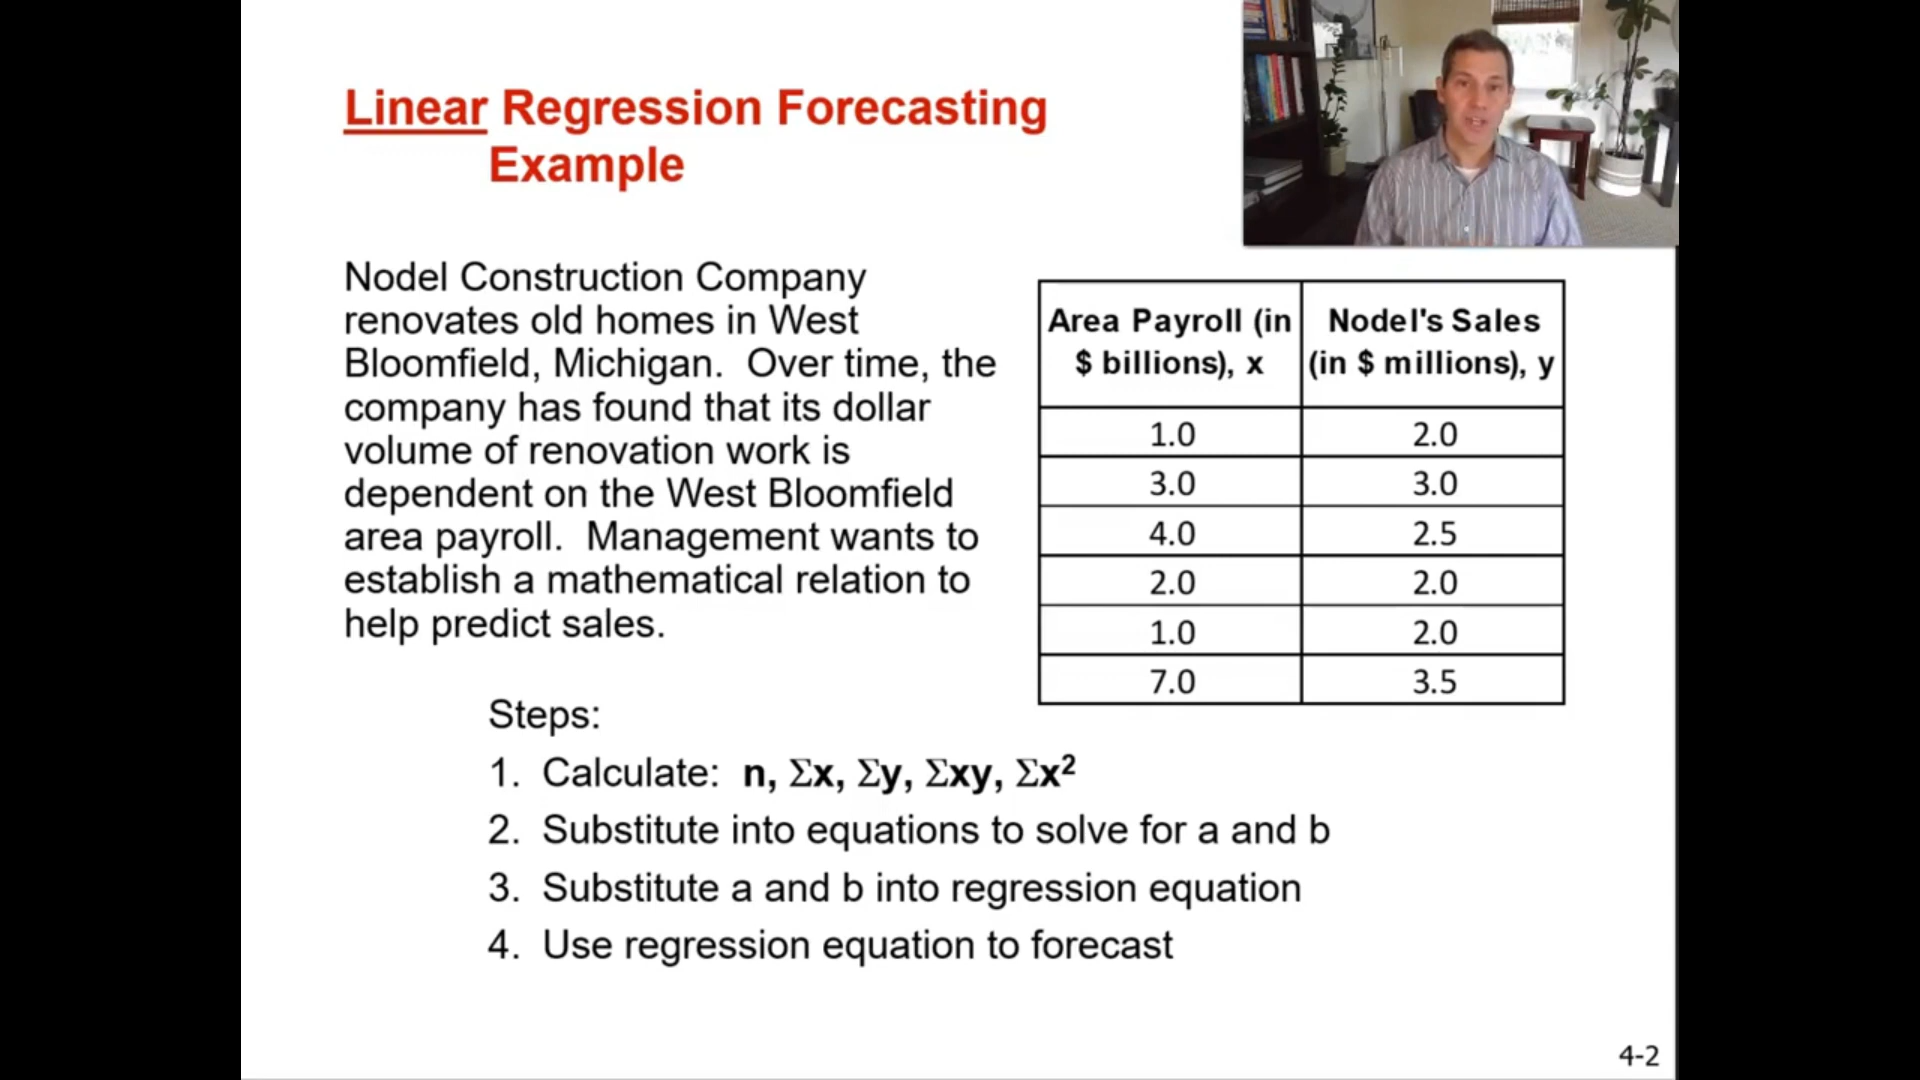 Linear Regression Forecasting
Example
Nodel Construction Company
renovates old homes in West
Bloomfield, Michigan.  Over time, the
company has found that its dollar
volume of renovation work is
dependent on the West Bloomfield
area payroll.  Management wants to
establish a mathematical relation to
help predict sales.
Area Payroll (in $ billions), x | Nodel's Sales (in $ millions), y
1.0 | 2.0
3.0 | 3.0
4.0 | 2.5
2.0 | 2.0
1.0 | 2.0
7.0 | 3.5
Steps:
1. Calculate: n, Σx, Σy, Σxy, Σx²
2. Substitute into equations to solve for a and b
3. Substitute a and b into regression equation
4. Use regression equation to forecast
4-2